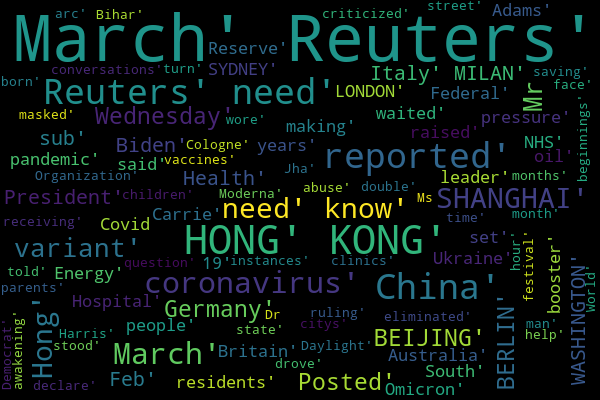 arc' Bihar' criticized' street' Adams'
March' Reuters'
Reserve'
conversations' turn' SYDNEY' Italy' MILAN' saving'
born' Reuters' need' LONDON' Federal' Mr face'
masked' Wednesday' wore' waited' pressure' beginnings'
sub' Biden' Cologne' years' making' raised' NHS'
pandemic' said' vaccines' reported' oil'
Organization' Health' Jha' leader' months'
President' children' Moderna' abuse' double' Ms SHANGHAI'
receiving' Covid Carrie' need' know' time' month'
variant' HONG' KONG' set' Ukraine' hour' festival' booster'
question' 19' instances' clinics'
told' Energy' coronavirus' China' WASHINGTON' World'
parents' Hospital' Germany' Dr ruling' eliminated' man'
Hong' Harris' people' state' citys' BEIJING' BERLIN' help'
Democrat' awakening' stood' March' Britain' Daylight' Australia'
drove' South'
declare' Feb' residents' Posted' Omicron'